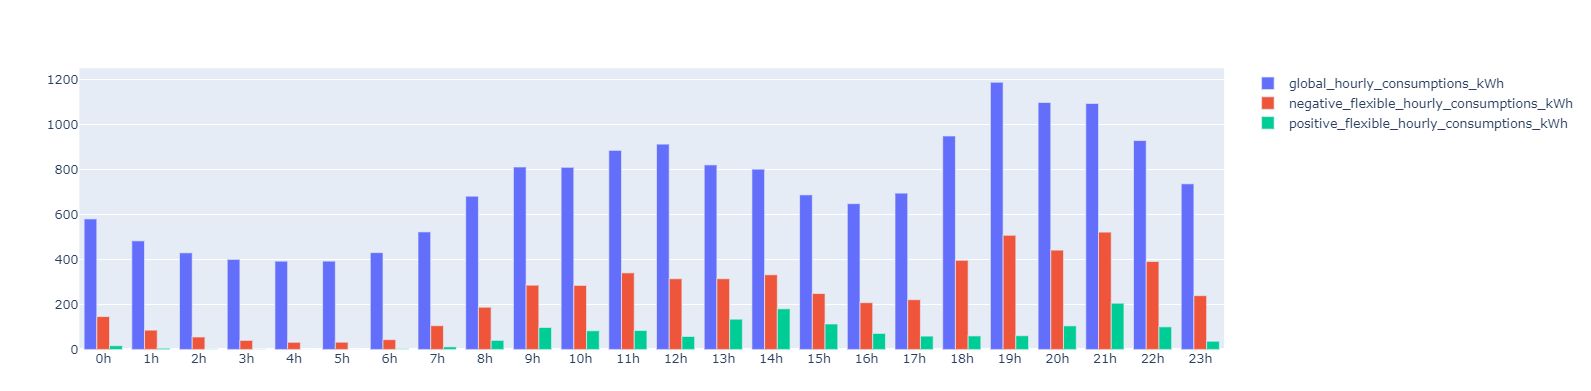 1200
1000
800
600
400
200
0
0h 1h 2h 3h 4h 5h 6h 7h 8h 9h 10h 11h 12h 13h 14h 15h 16h 17h 18h 19h 20h 21h 22h 23h
global_hourly_consumptions_kWh
negative_flexible_hourly_consumptions_kWh
positive_flexible_hourly_consumptions_kWh